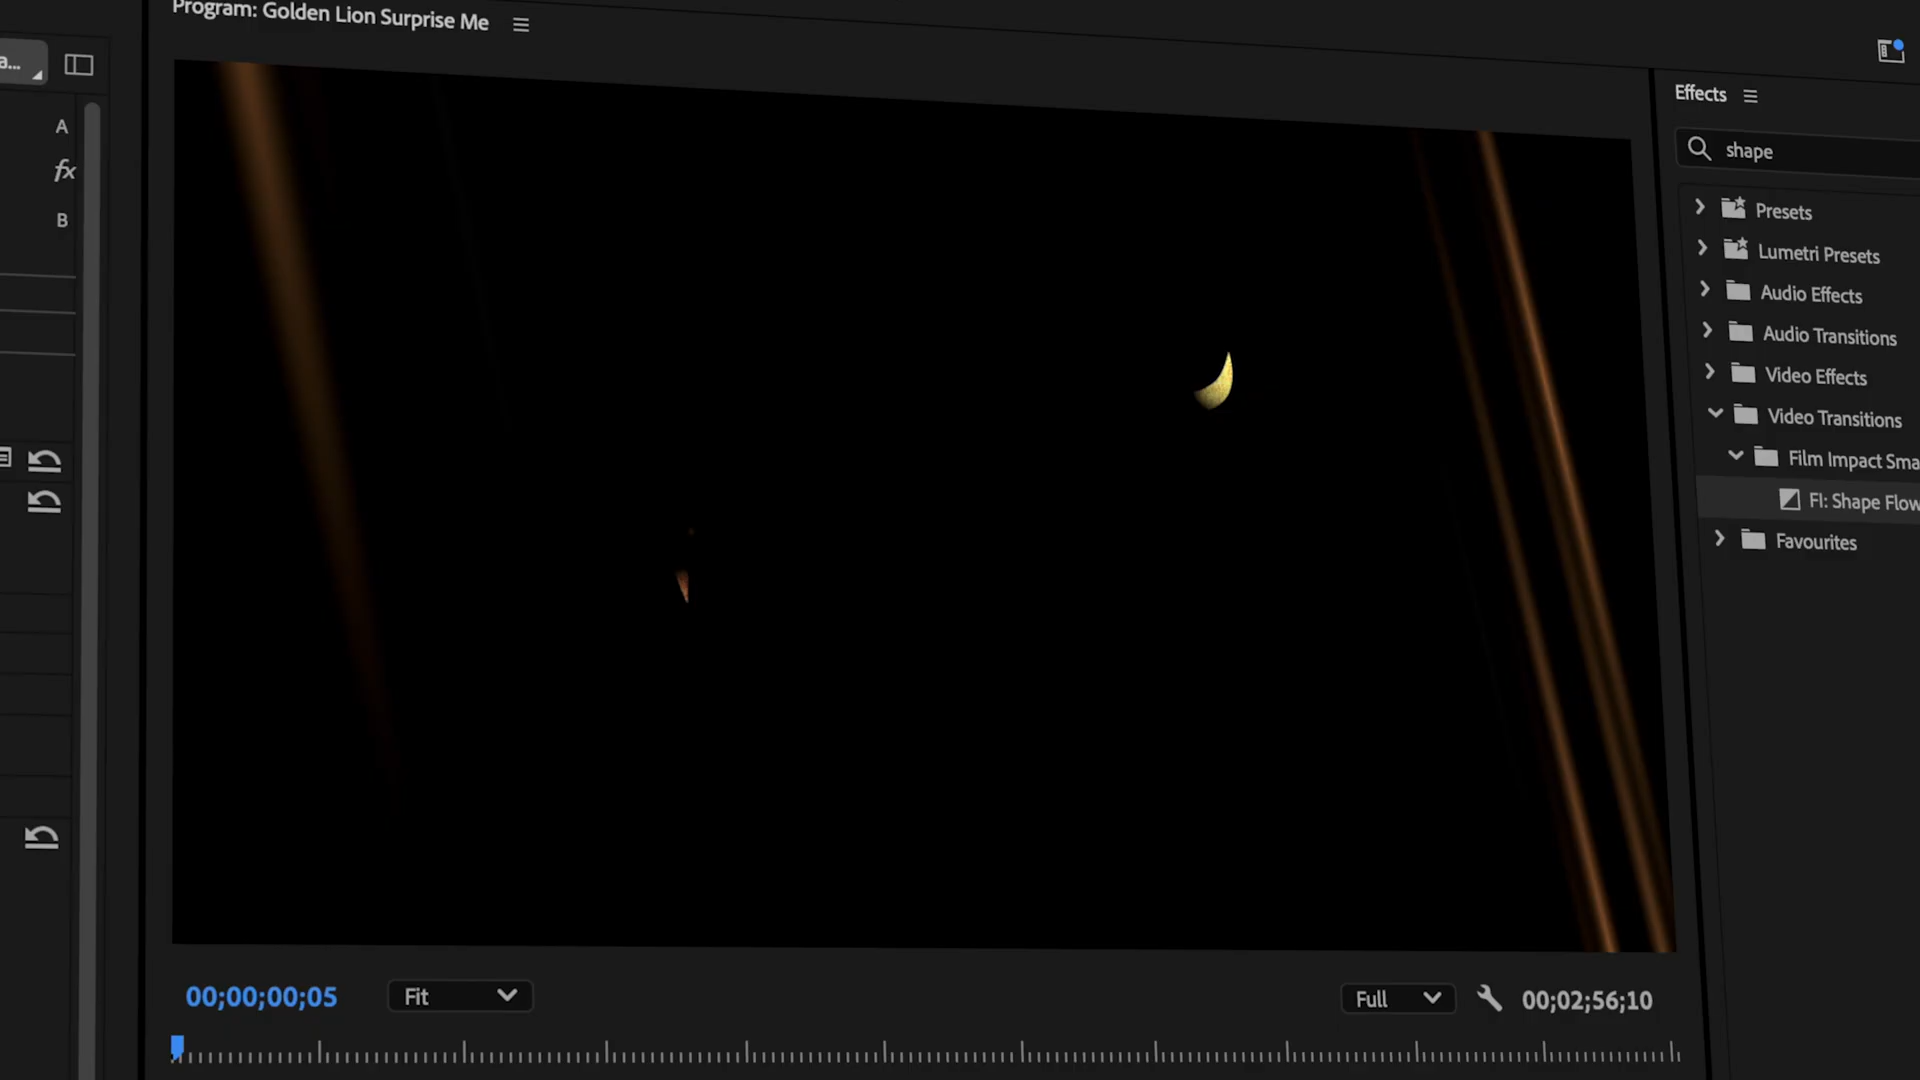 Program: Golden Lion Surprise Me
a...
A
fx
B
Effects
shape
Presets
Lumetri Presets
Audio Effects
Audio Transitions
Video Effects
Video Transitions
Film Impact Sma
FI: Shape Flow
Favourites
00;00;00;05
Fit
Full
00;02;56;10